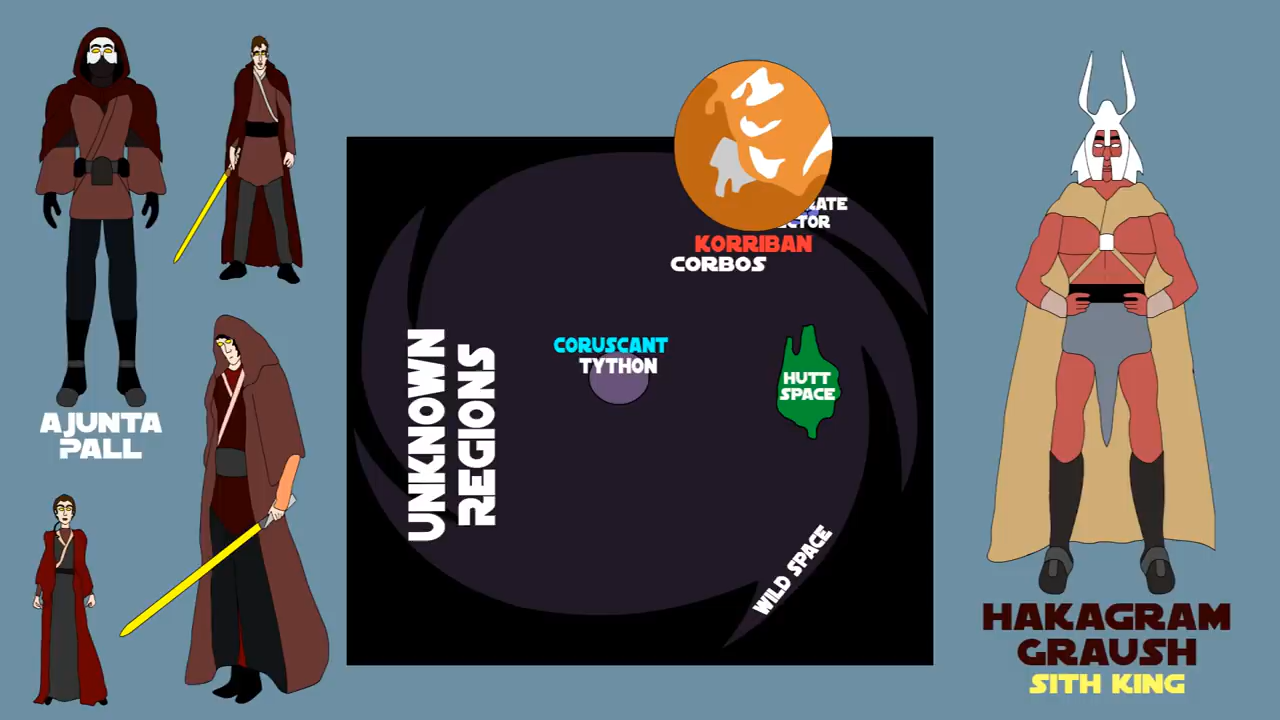 AJUNTA
PALL
KORRIBAN
CORBOS
CORUSCANT
TYTHON
UNKNOWN
REGIONS
HUTT
SPACE
WILD SPACE
HAKAGRAM
GRAUSH
SITH KING